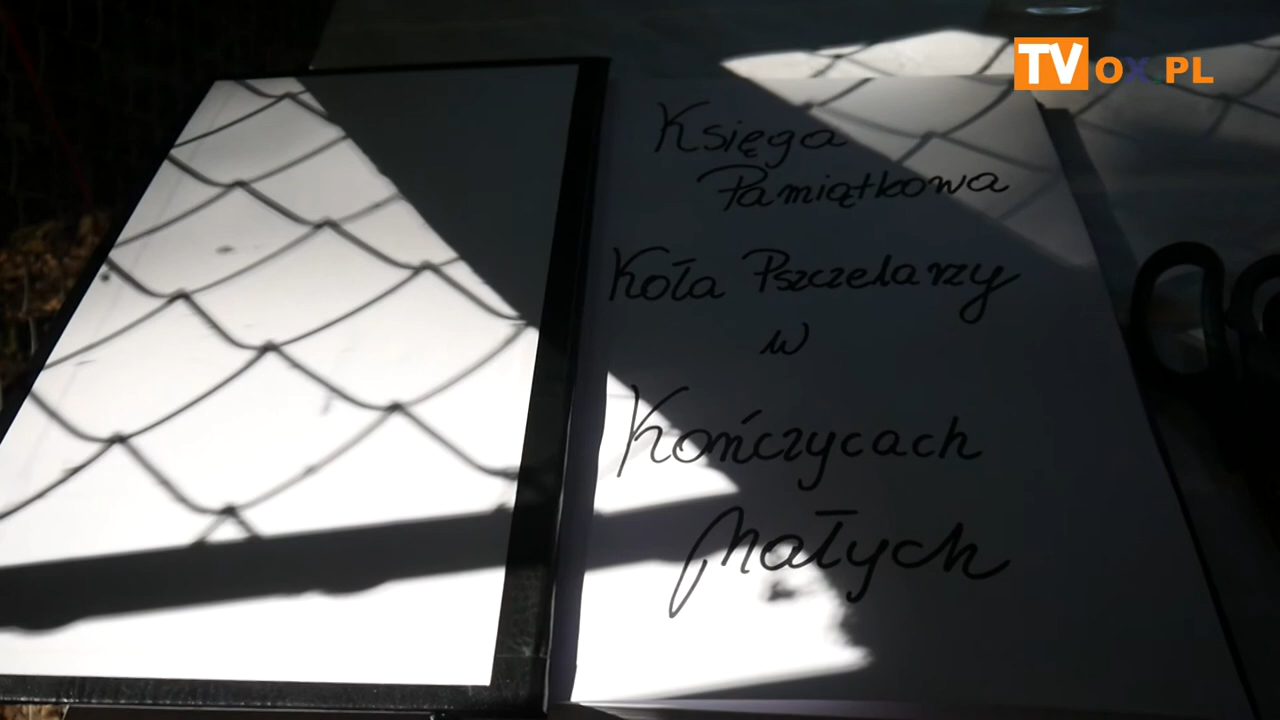 TVOX.PL
Księga
Pamiątkowa
Koła Pszczelarzy
w
Kończycach
Małych